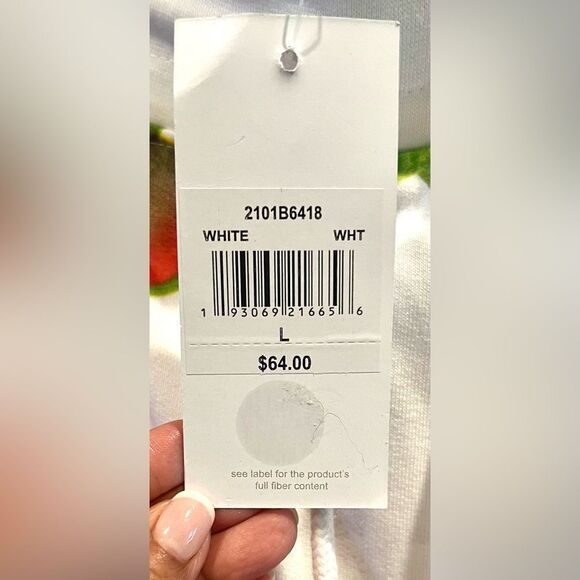 2101B6418
WHITE WHT
1 93069 21665 6
L
$64.00
see label for the product's
full fiber content